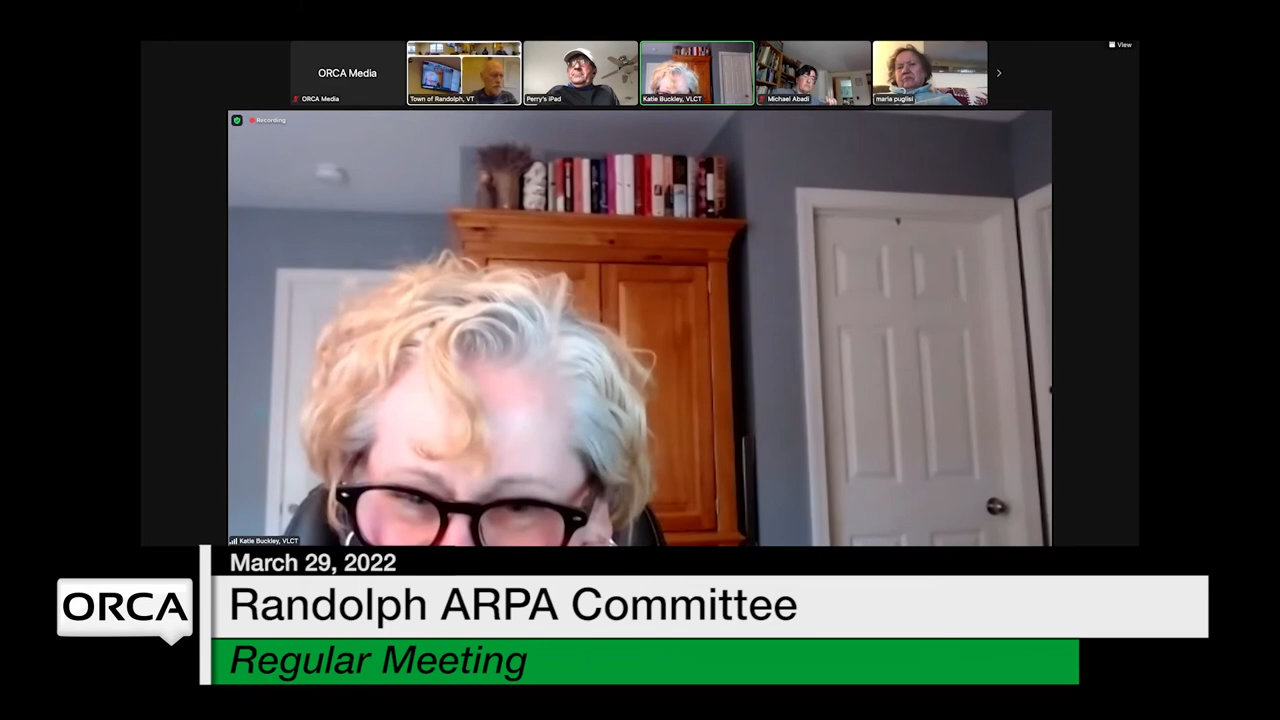 View
ORCA Media
ORCA Media
Town of Randolph, VT
Perry's iPad
Katie Buckley, VLCT
Michael Abadi
maria puglisi
Recording
Katie Buckley, VLCT
March 29, 2022
ORCA
Randolph ARPA Committee
Regular Meeting